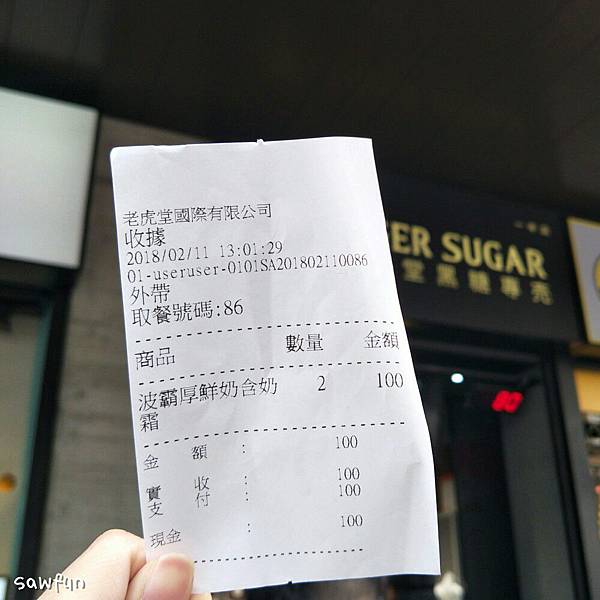 老虎堂國際有限公司
收據
2018/02/11 13:01:29
01-useruser-0101SA201802110086
外帶
取餐號碼:86
商品 數量 金額
波霸厚鮮奶含奶 2 100
霜
金 額 : 100
實 收 : 100
支 付 : 100
現金 : 100
ER SUGAR
堂黑糖專売
80
sawfun